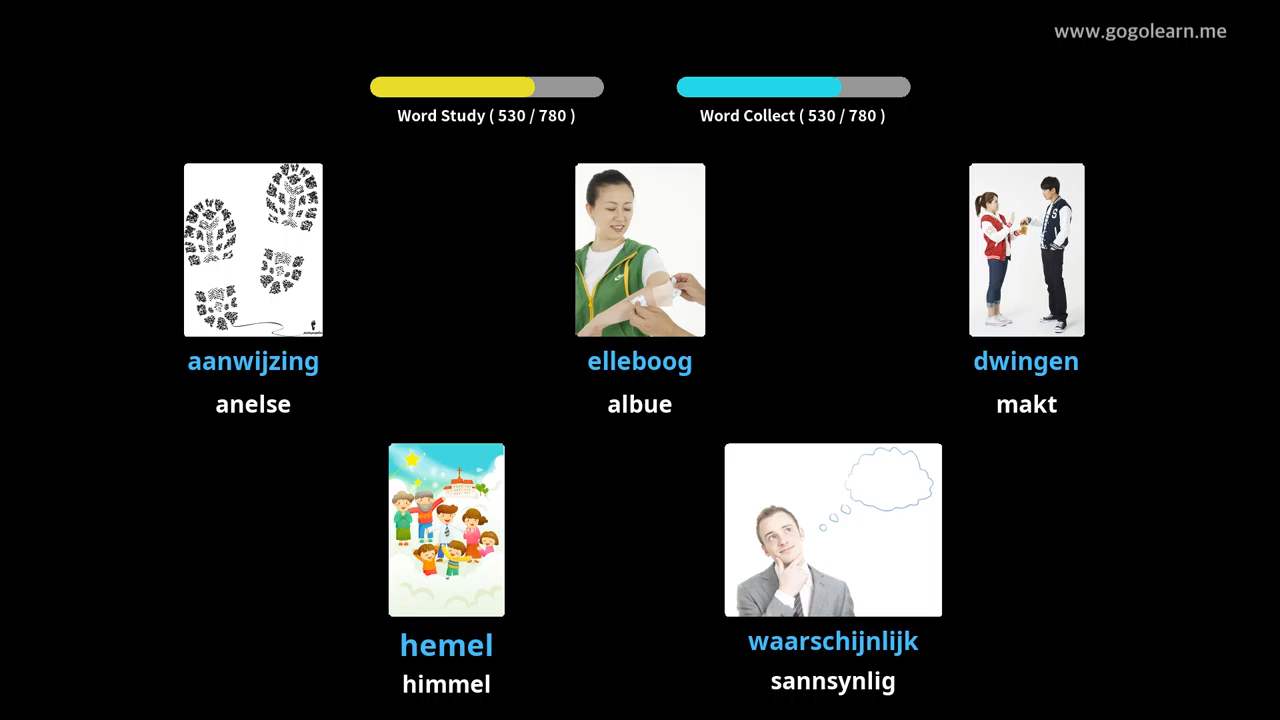 www.gogolearn.me
Word Study ( 530 / 780 )
Word Collect ( 530 / 780 )
aanwijzing
elleboog
dwingen
anelse
albue
makt
hemel
waarschijnlijk
himmel
sannsynlig